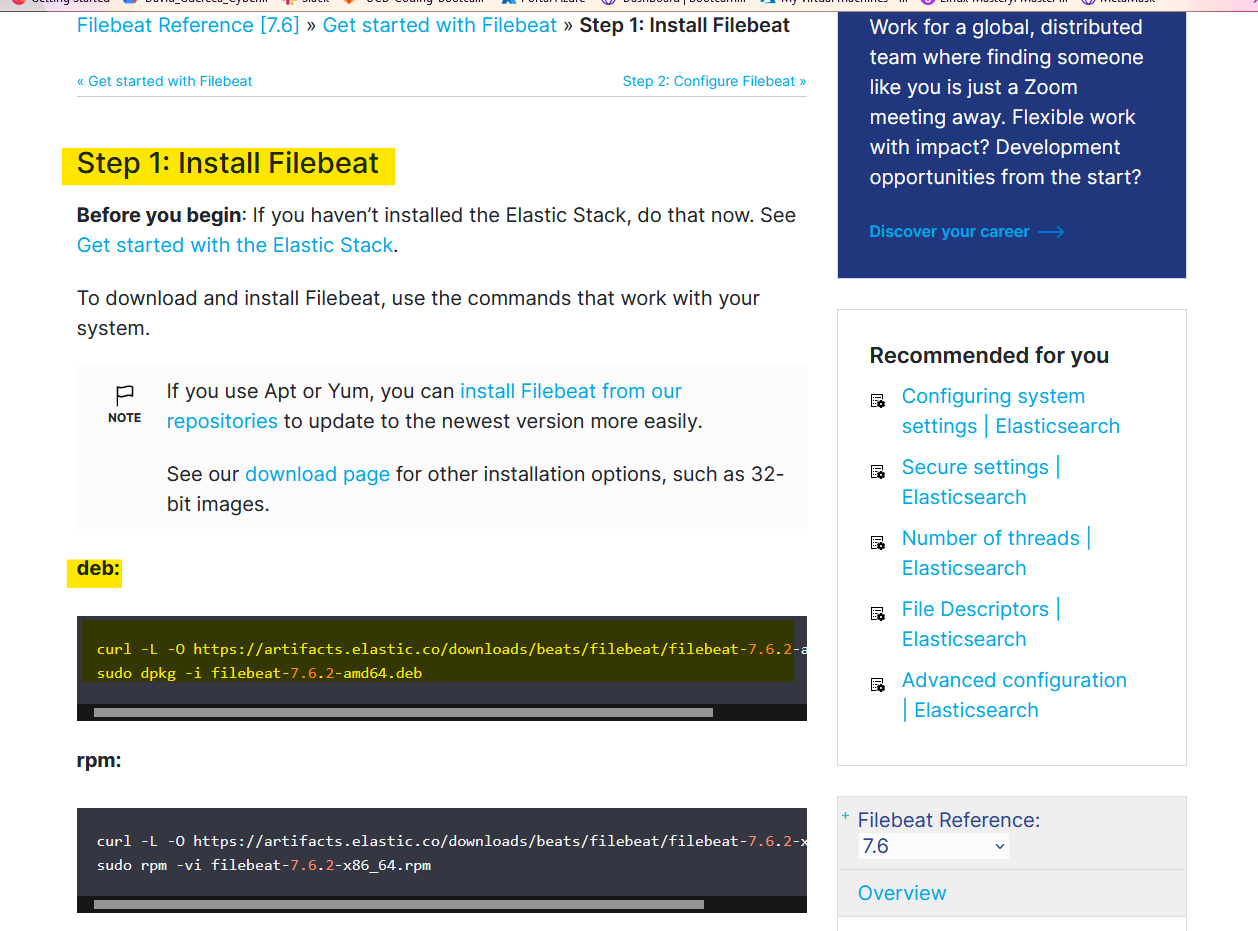 Filebeat Reference [7.6] » Get started with Filebeat » Step 1: Install Filebeat
« Get started with Filebeat
Step 2: Configure Filebeat »
Step 1: Install Filebeat
Before you begin: If you haven’t installed the Elastic Stack, do that now. See
Get started with the Elastic Stack.
To download and install Filebeat, use the commands that work with your
system.
NOTE
If you use Apt or Yum, you can install Filebeat from our
repositories to update to the newest version more easily.
See our download page for other installation options, such as 32-
bit images.
deb:
curl -L -O https://artifacts.elastic.co/downloads/beats/filebeat/filebeat-7.6.2-a
sudo dpkg -i filebeat-7.6.2-amd64.deb
rpm:
curl -L -O https://artifacts.elastic.co/downloads/beats/filebeat/filebeat-7.6.2-x
sudo rpm -vi filebeat-7.6.2-x86_64.rpm
Work for a global, distributed
team where finding someone
like you is just a Zoom
meeting away. Flexible work
with impact? Development
opportunities from the start?
Discover your career
Recommended for you
Configuring system
settings | Elasticsearch
Secure settings |
Elasticsearch
Number of threads |
Elasticsearch
File Descriptors |
Elasticsearch
Advanced configuration
| Elasticsearch
+ Filebeat Reference:
7.6
Overview